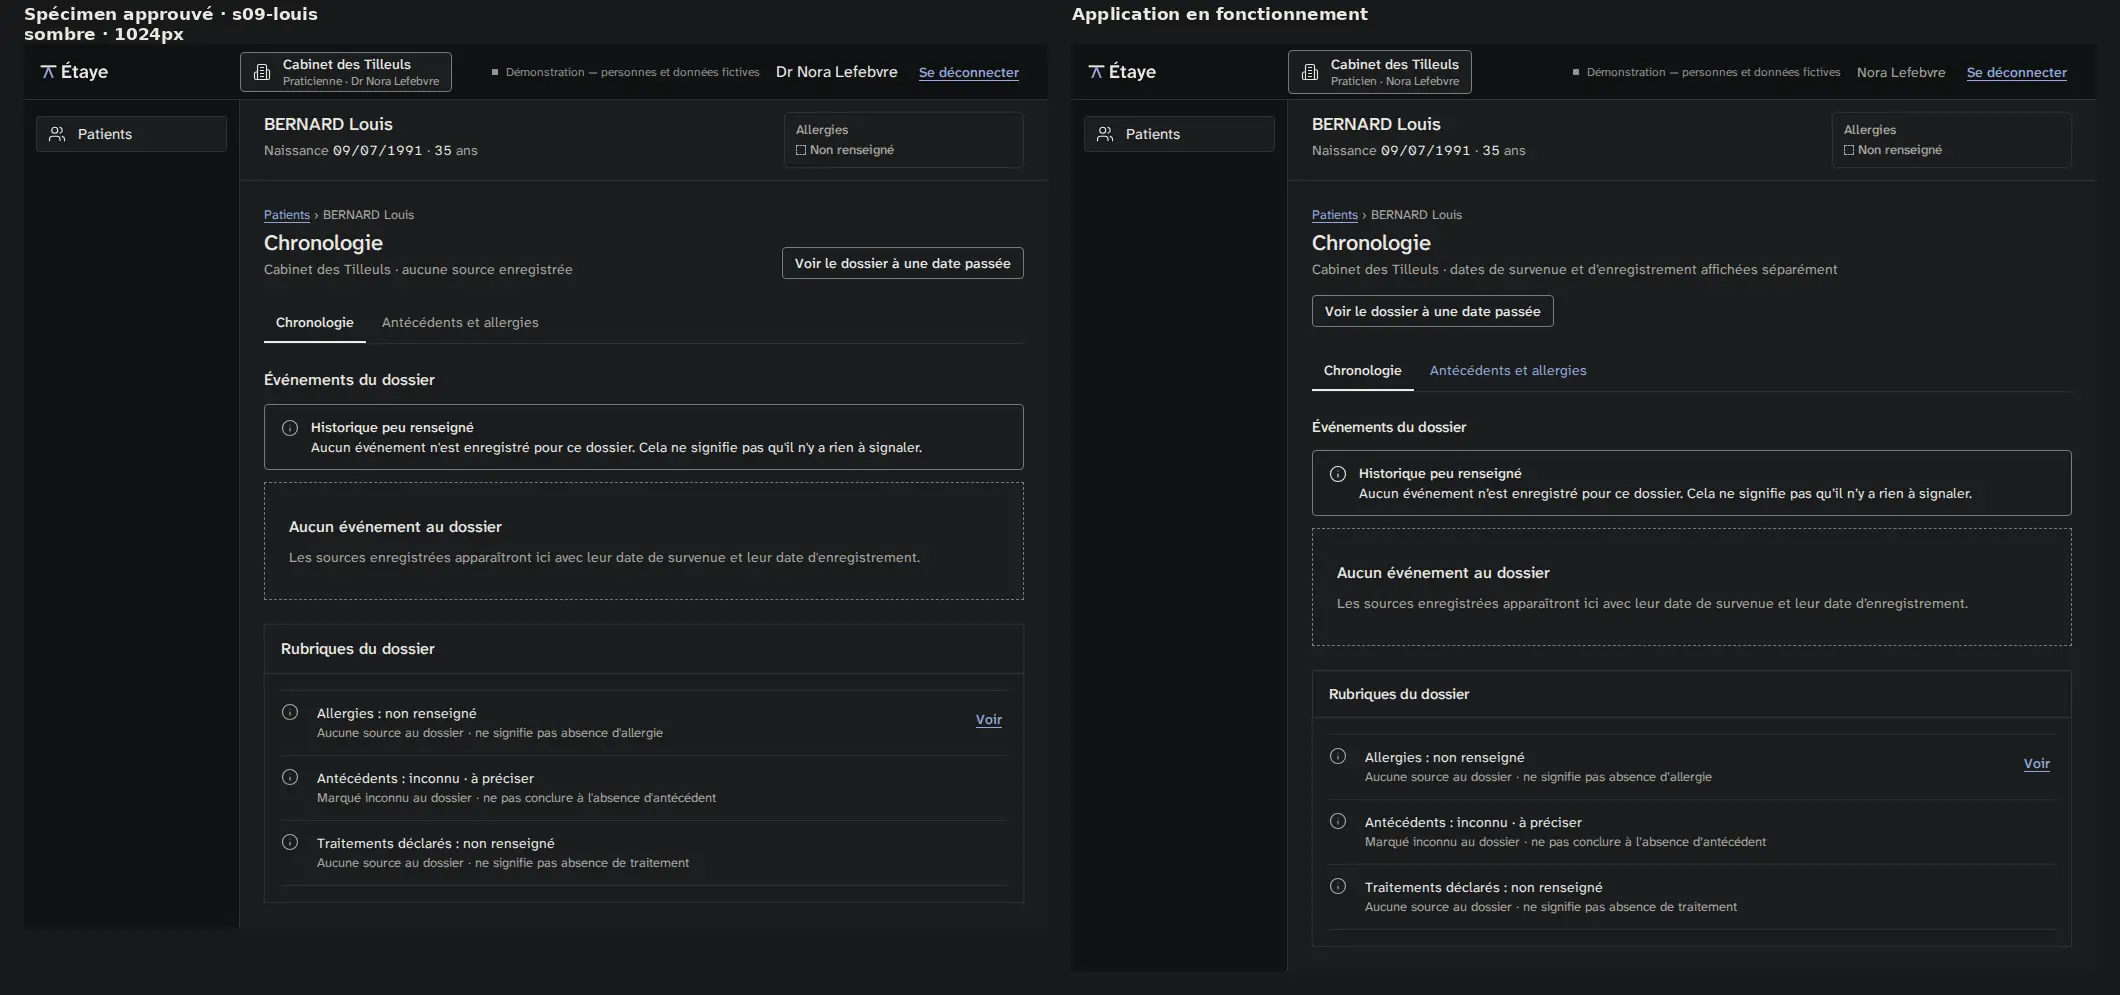 Spécimen approuvé · s09-louis
sombre · 1024px
Étaye
Cabinet des Tilleuls
Praticienne · Dr Nora Lefebvre
Démonstration — personnes et données fictives
Dr Nora Lefebvre
Se déconnecter
Patients
BERNARD Louis
Naissance 09/07/1991 · 35 ans
Allergies
Non renseigné
Patients › BERNARD Louis
Chronologie
Cabinet des Tilleuls · aucune source enregistrée
Voir le dossier à une date passée
Chronologie
Antécédents et allergies
Événements du dossier
Historique peu renseigné
Aucun événement n'est enregistré pour ce dossier. Cela ne signifie pas qu'il n'y a rien à signaler.
Aucun événement au dossier
Les sources enregistrées apparaîtront ici avec leur date de survenue et leur date d'enregistrement.
Rubriques du dossier
Allergies : non renseigné
Aucune source au dossier · ne signifie pas absence d'allergie
Voir
Antécédents : inconnu · à préciser
Marqué inconnu au dossier · ne pas conclure à l'absence d'antécédent
Traitements déclarés : non renseigné
Aucune source au dossier · ne signifie pas absence de traitement
Application en fonctionnement
Étaye
Cabinet des Tilleuls
Praticien · Nora Lefebvre
Démonstration — personnes et données fictives
Nora Lefebvre
Se déconnecter
Patients
BERNARD Louis
Naissance 09/07/1991 · 35 ans
Allergies
Non renseigné
Patients › BERNARD Louis
Chronologie
Cabinet des Tilleuls · dates de survenue et d’enregistrement affichées séparément
Voir le dossier à une date passée
Chronologie
Antécédents et allergies
Événements du dossier
Historique peu renseigné
Aucun événement n’est enregistré pour ce dossier. Cela ne signifie pas qu’il n’y a rien à signaler.
Aucun événement au dossier
Les sources enregistrées apparaîtront ici avec leur date de survenue et leur date d’enregistrement.
Rubriques du dossier
Allergies : non renseigné
Aucune source au dossier · ne signifie pas absence d’allergie
Voir
Antécédents : inconnu · à préciser
Marqué inconnu au dossier · ne pas conclure à l’absence d’antécédent
Traitements déclarés : non renseigné
Aucune source au dossier · ne signifie pas absence de traitement